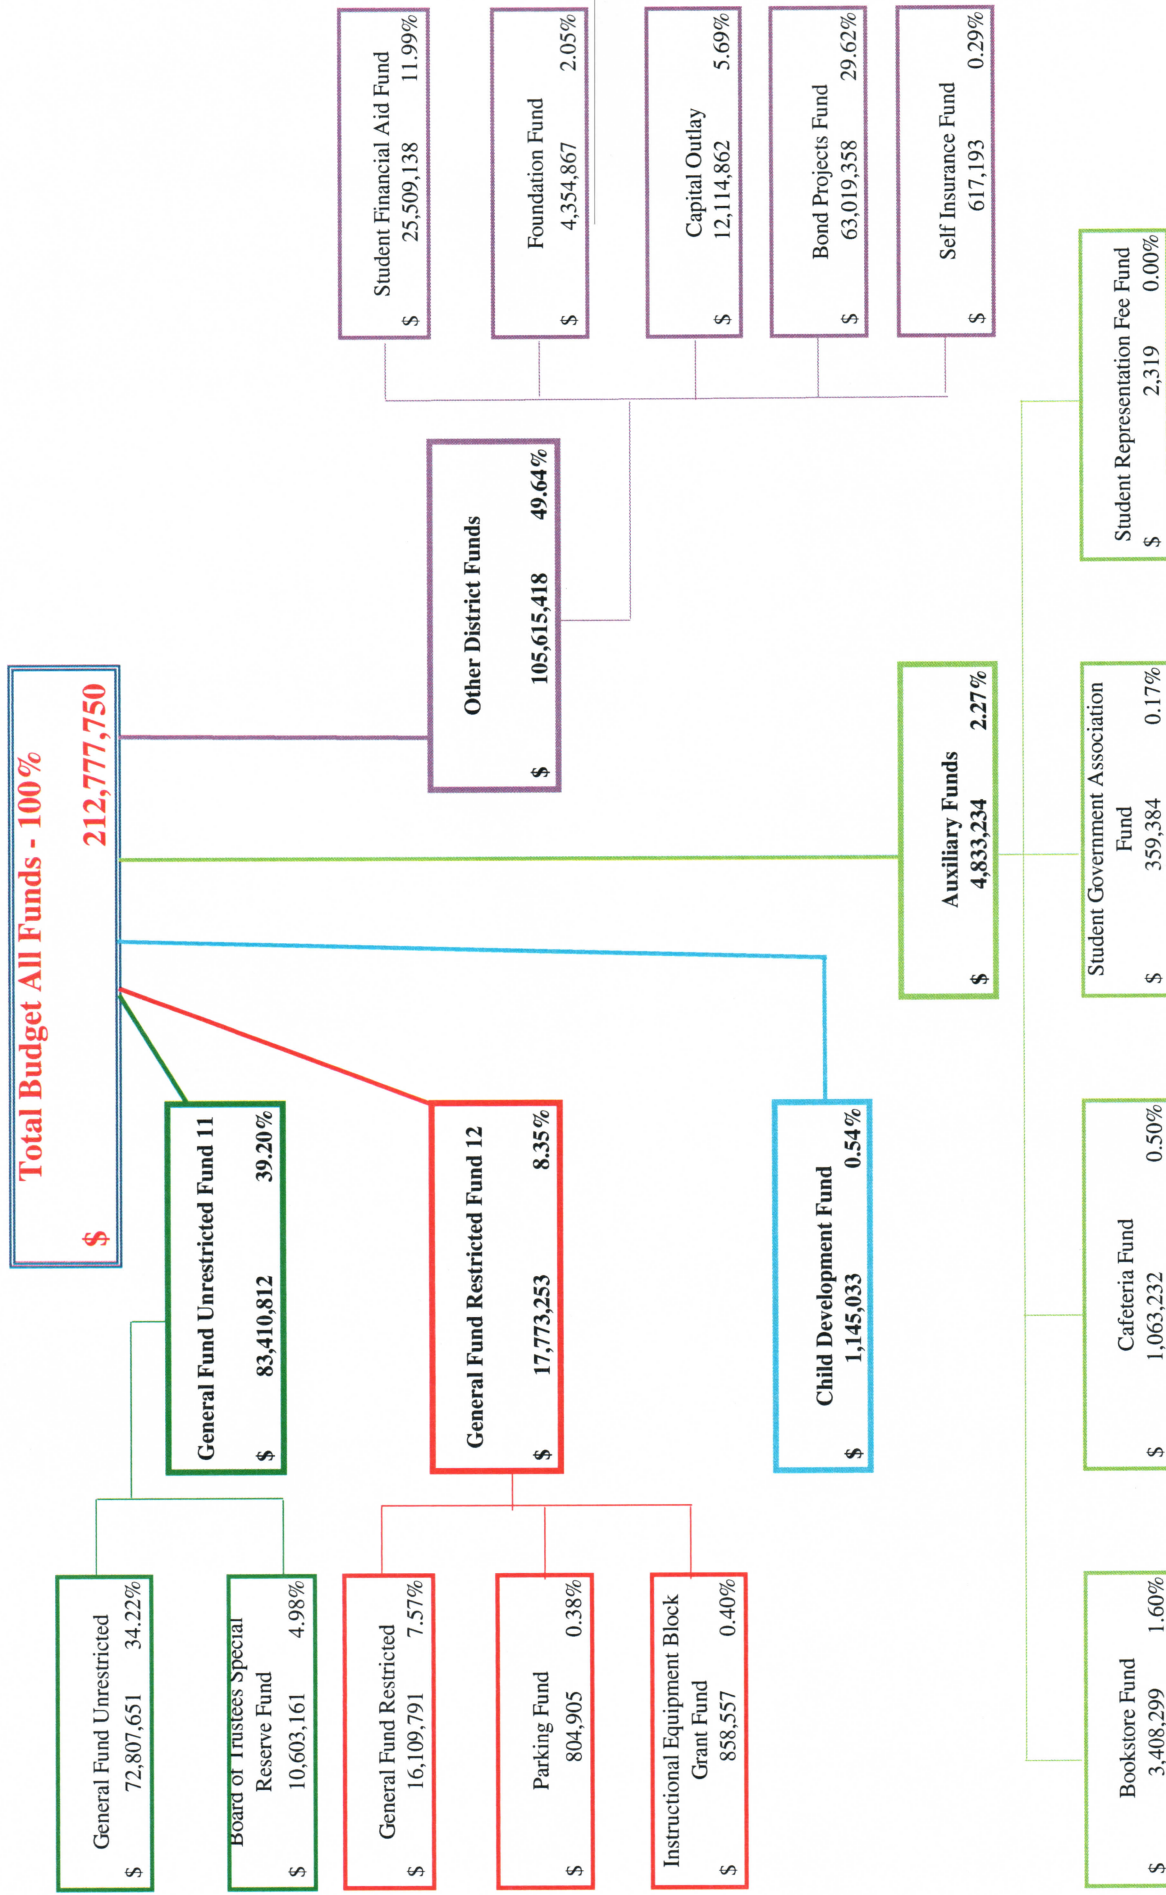 Total Budget All Funds - 100%
$ 212,777,750
General Fund Unrestricted
$ 72,807,651 34.22%
Board of Trustees Special
Reserve Fund
$ 10,603,161 4.98%
General Fund Unrestricted Fund 11
$ 83,410,812 39.20%
General Fund Restricted
$ 16,109,791 7.57%
Parking Fund
$ 804,905 0.38%
Instructional Equipment Block
Grant Fund
$ 858,557 0.40%
General Fund Restricted Fund 12
$ 17,773,253 8.35%
Child Development Fund
$ 1,145,033 0.54%
Other District Funds
$ 105,615,418 49.64%
Student Financial Aid Fund
$ 25,509,138 11.99%
Foundation Fund
$ 4,354,867 2.05%
Capital Outlay
$ 12,114,862 5.69%
Bond Projects Fund
$ 63,019,358 29.62%
Self Insurance Fund
$ 617,193 0.29%
Auxiliary Funds
$ 4,833,234 2.27%
Bookstore Fund
$ 3,408,299 1.60%
Cafeteria Fund
$ 1,063,232 0.50%
Student Government Association
Fund
$ 359,384 0.17%
Student Representation Fee Fund
$ 2,319 0.00%